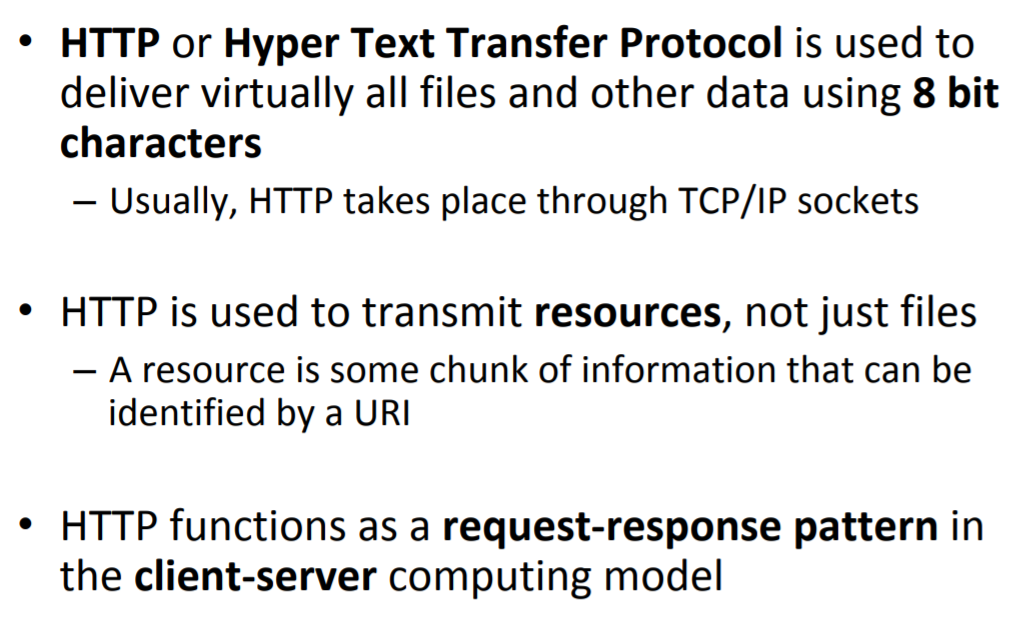 • HTTP or Hyper Text Transfer Protocol is used to
deliver virtually all files and other data using 8 bit
characters
– Usually, HTTP takes place through TCP/IP sockets
• HTTP is used to transmit resources, not just files
– A resource is some chunk of information that can be
identified by a URI
• HTTP functions as a request-response pattern in
the client-server computing model